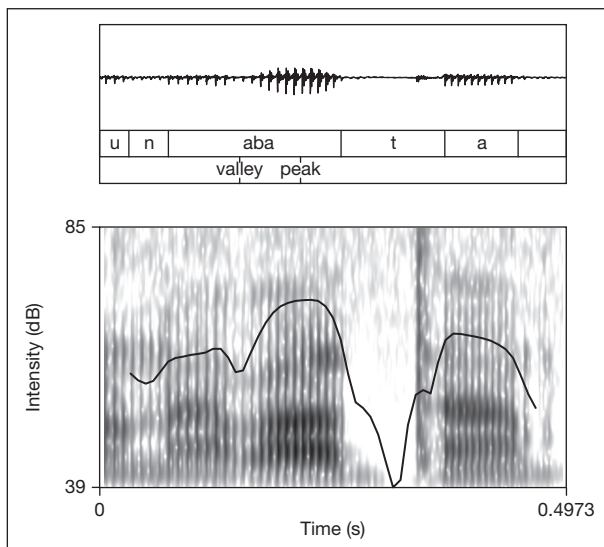 u n aba t a
valley peak
85
Intensity (dB)
39
0 0.4973
Time (s)